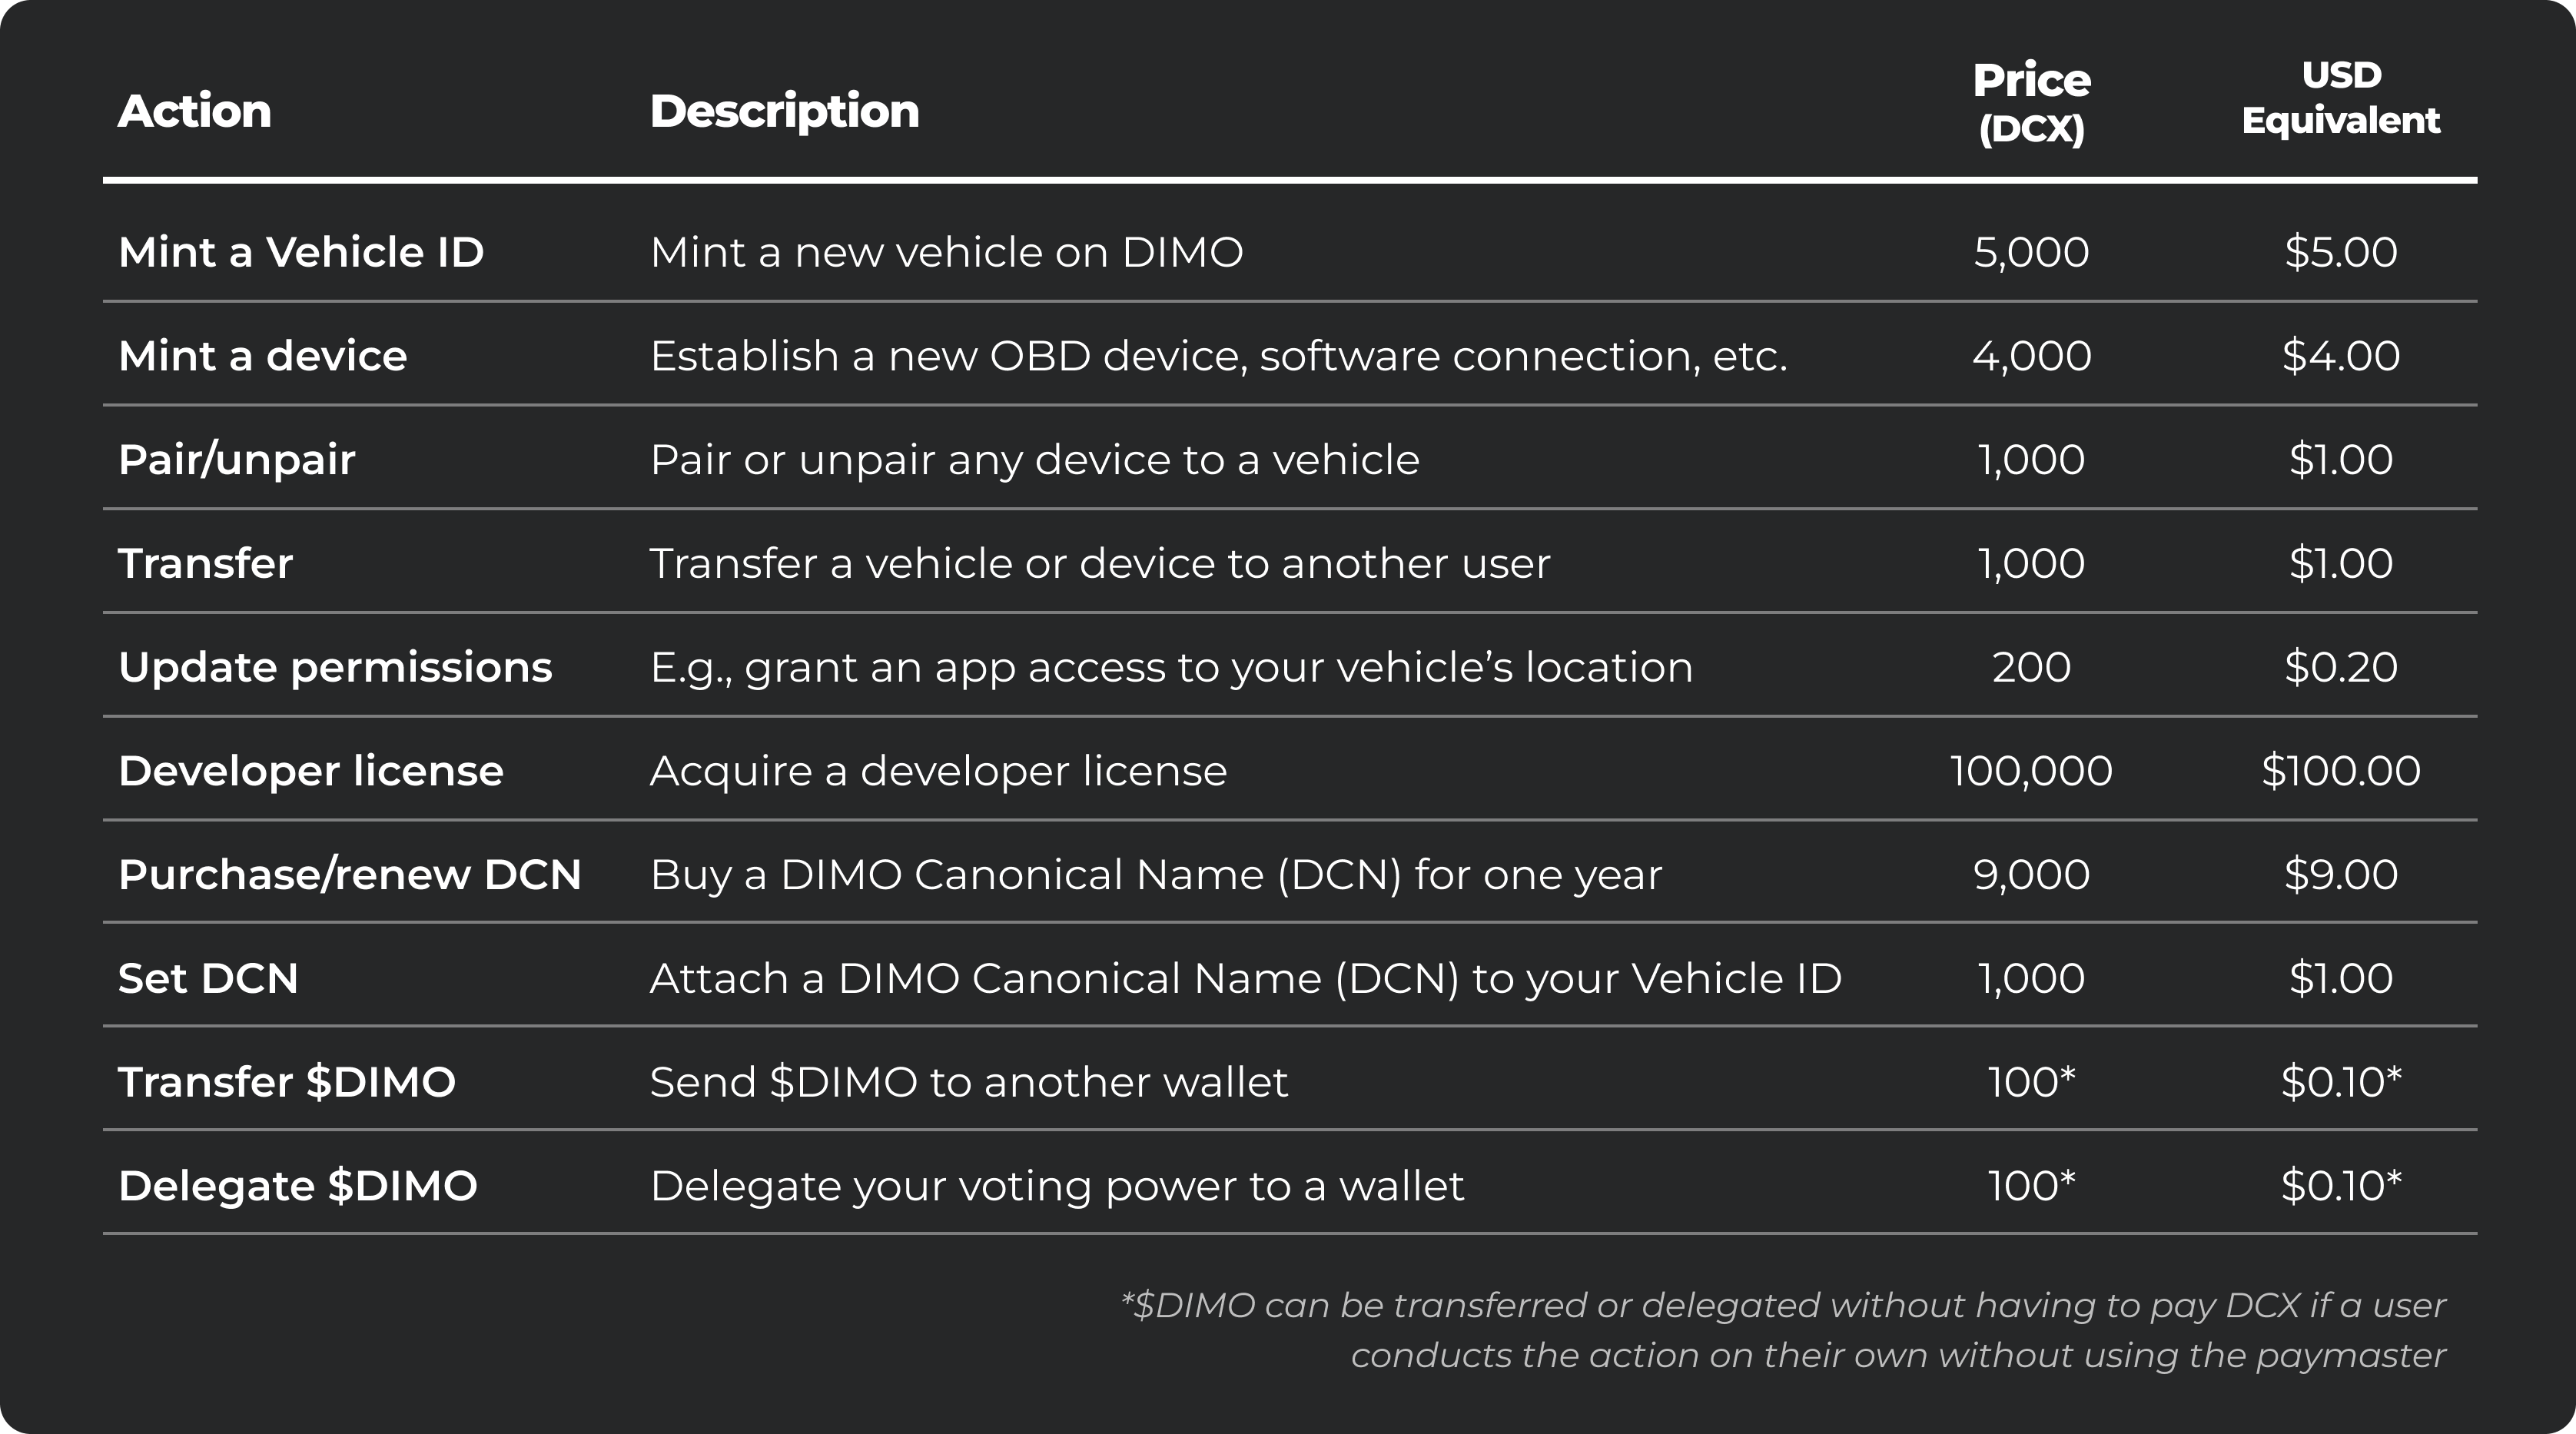 Action Description Price (DCX) USD Equivalent
Mint a Vehicle ID Mint a new vehicle on DIMO 5,000 $5.00
Mint a device Establish a new OBD device, software connection, etc. 4,000 $4.00
Pair/unpair Pair or unpair any device to a vehicle 1,000 $1.00
Transfer Transfer a vehicle or device to another user 1,000 $1.00
Update permissions E.g., grant an app access to your vehicle’s location 200 $0.20
Developer license Acquire a developer license 100,000 $100.00
Purchase/renew DCN Buy a DIMO Canonical Name (DCN) for one year 9,000 $9.00
Set DCN Attach a DIMO Canonical Name (DCN) to your Vehicle ID 1,000 $1.00
Transfer $DIMO Send $DIMO to another wallet 100* $0.10*
Delegate $DIMO Delegate your voting power to a wallet 100* $0.10*
*$DIMO can be transferred or delegated without having to pay DCX if a user
conducts the action on their own without using the paymaster